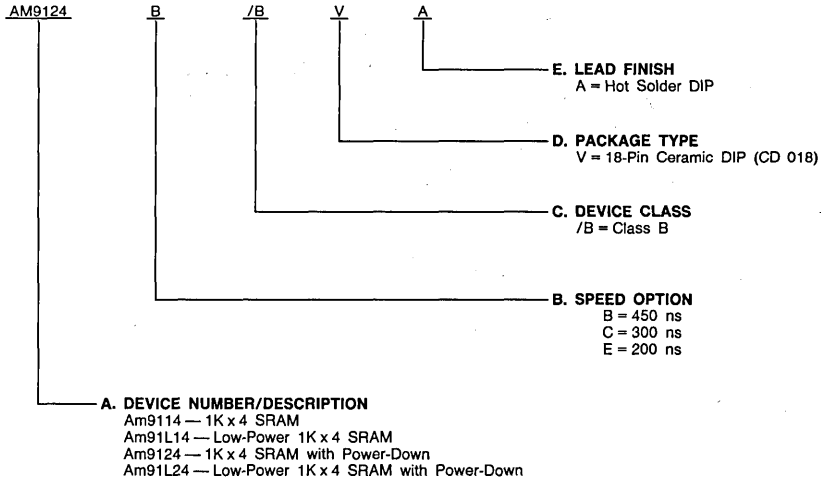 AM9124 B /B V A
E. LEAD FINISH
A = Hot Solder DIP
D. PACKAGE TYPE
V = 18-Pin Ceramic DIP (CD 018)
C. DEVICE CLASS
/B = Class B
B. SPEED OPTION
B = 450 ns
C = 300 ns
E = 200 ns
A. DEVICE NUMBER/DESCRIPTION
Am9114 — 1K x 4 SRAM
Am91L14 — Low-Power 1K x 4 SRAM
Am9124 — 1K x 4 SRAM with Power-Down
Am91L24 — Low-Power 1K x 4 SRAM with Power-Down